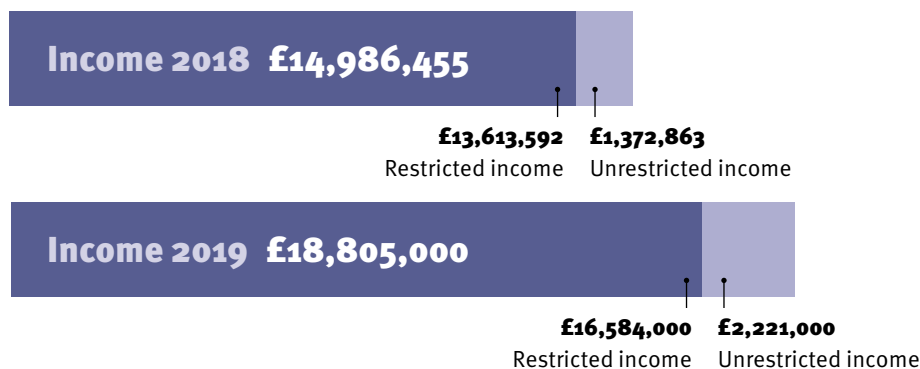 Income 2018 £14,986,455
£13,613,592 £1,372,863
Restricted income Unrestricted income
Income 2019 £18,805,000
£16,584,000 £2,221,000
Restricted income Unrestricted income